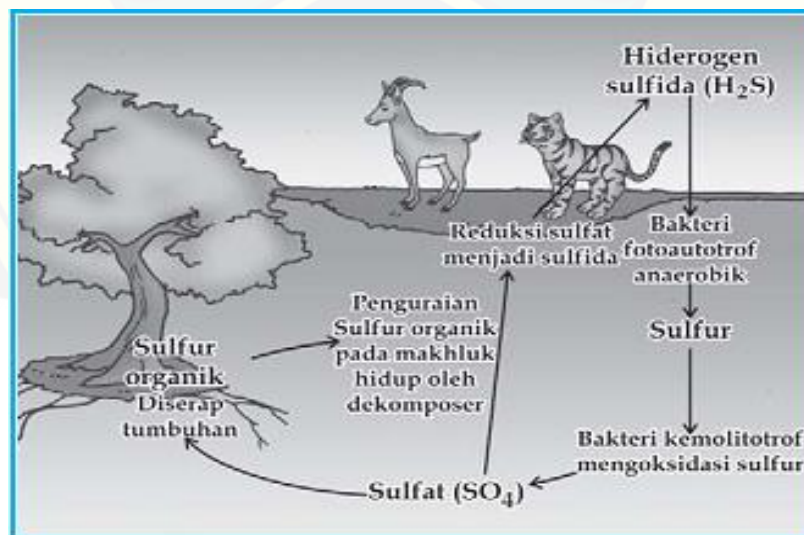 Hiderogen
sulfida (H₂S)
Reduksi sulfat
menjadi sulfida
Bakteri
fotoautotrof
anaerobik
Penguraian
Sulfur organik
pada makhluk
hidup oleh
dekomposer
Sulfur
Sulfur
organik
Diserap
tumbuhan
Bakteri kemolitotrof
mengoksidasi sulfur
Sulfat (SO₄)